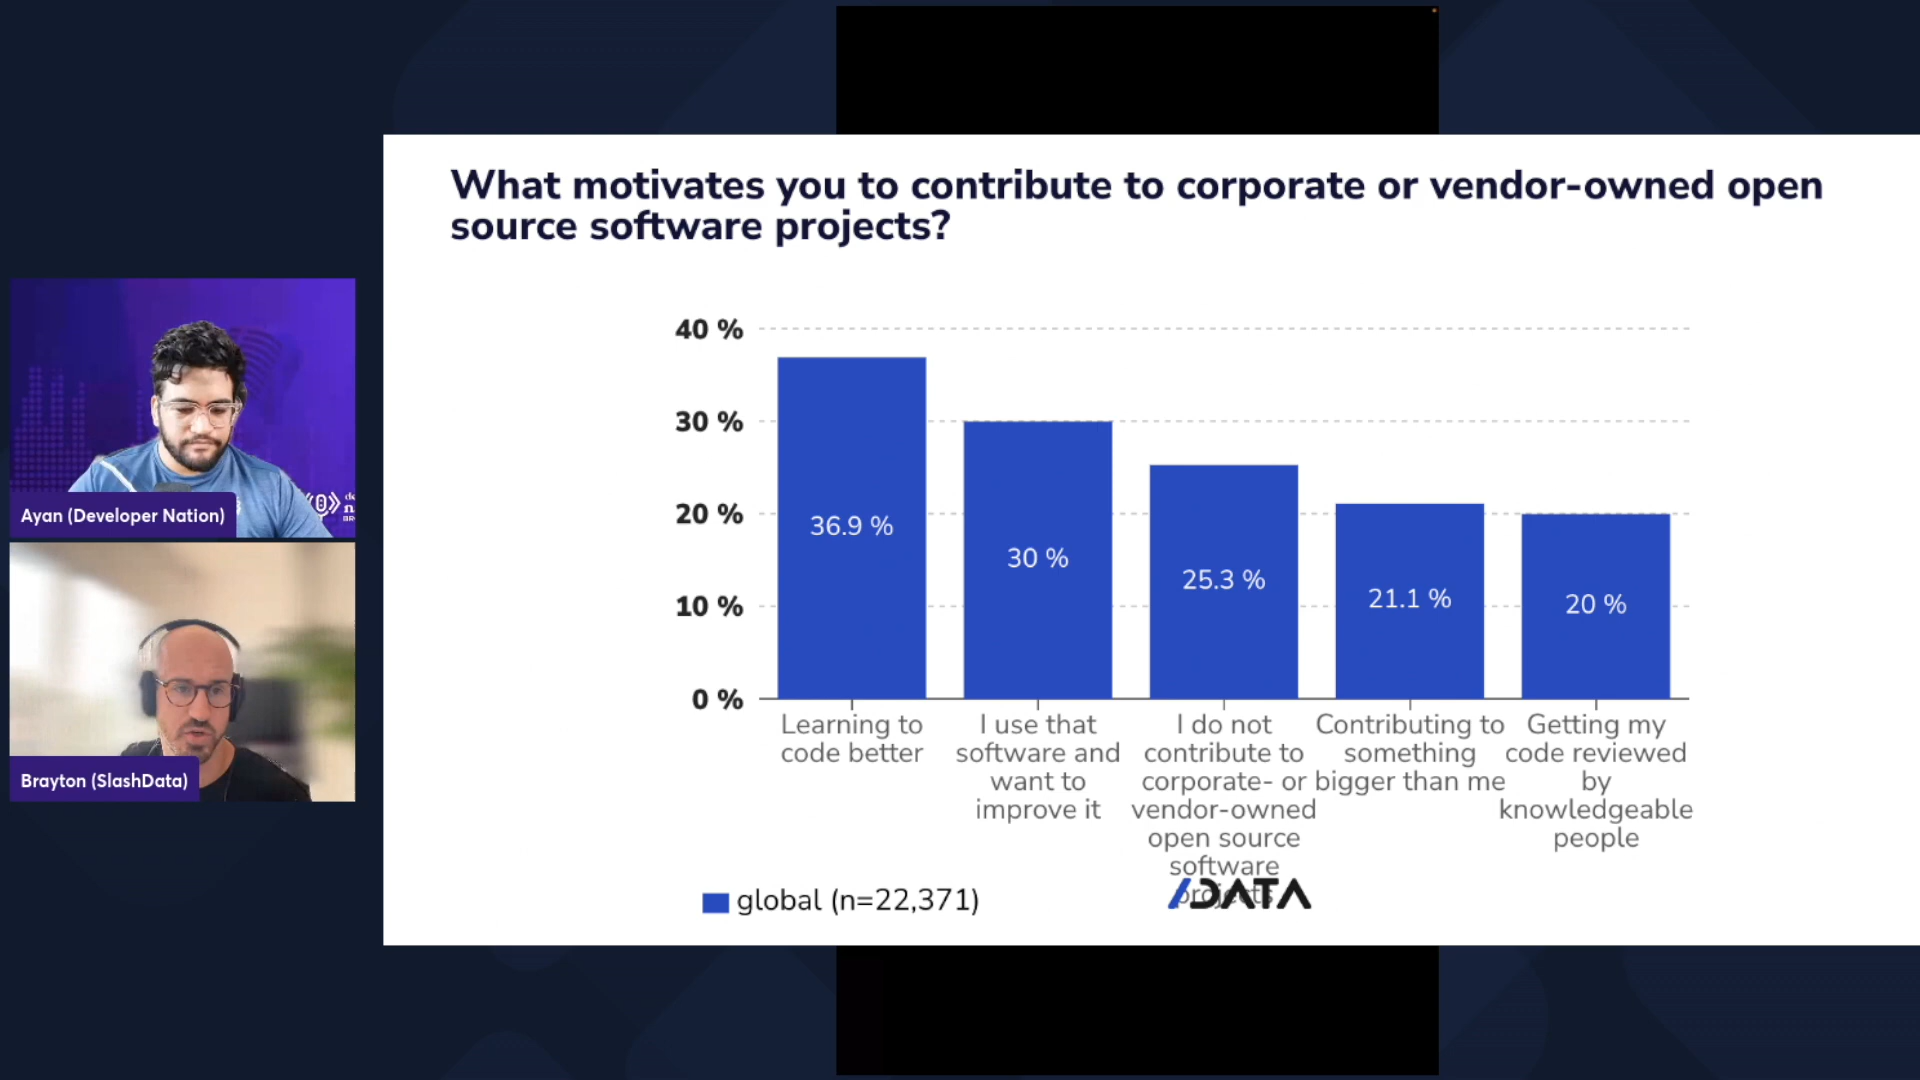 What motivates you to contribute to corporate or vendor-owned open
source software projects?
40 %
30 %
20 %
10 %
0 %
36.9 %
30 %
25.3 %
21.1 %
20 %
Learning to
code better
I use that
software and
want to
improve it
I do not
contribute to
corporate- or
vendor-owned
open source
software
projects
Contributing to
something
bigger than me
Getting my
code reviewed
by
knowledgeable
people
global (n=22,371)
/DATA
Ayan (Developer Nation)
Brayton (SlashData)